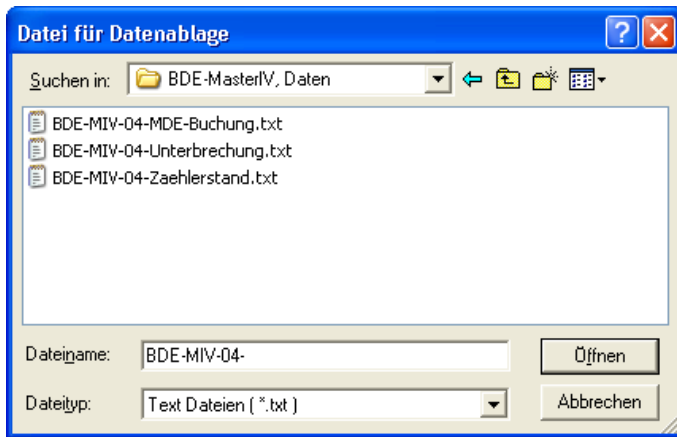 Datei für Datenablage
Suchen in: BDE-MasterIV, Daten
BDE-MIV-04-MDE-Buchung.txt
BDE-MIV-04-Unterbrechung.txt
BDE-MIV-04-Zaehlerstand.txt
Dateiname: BDE-MIV-04- Öffnen
Dateityp: Text Dateien ( *.txt ) Abbrechen